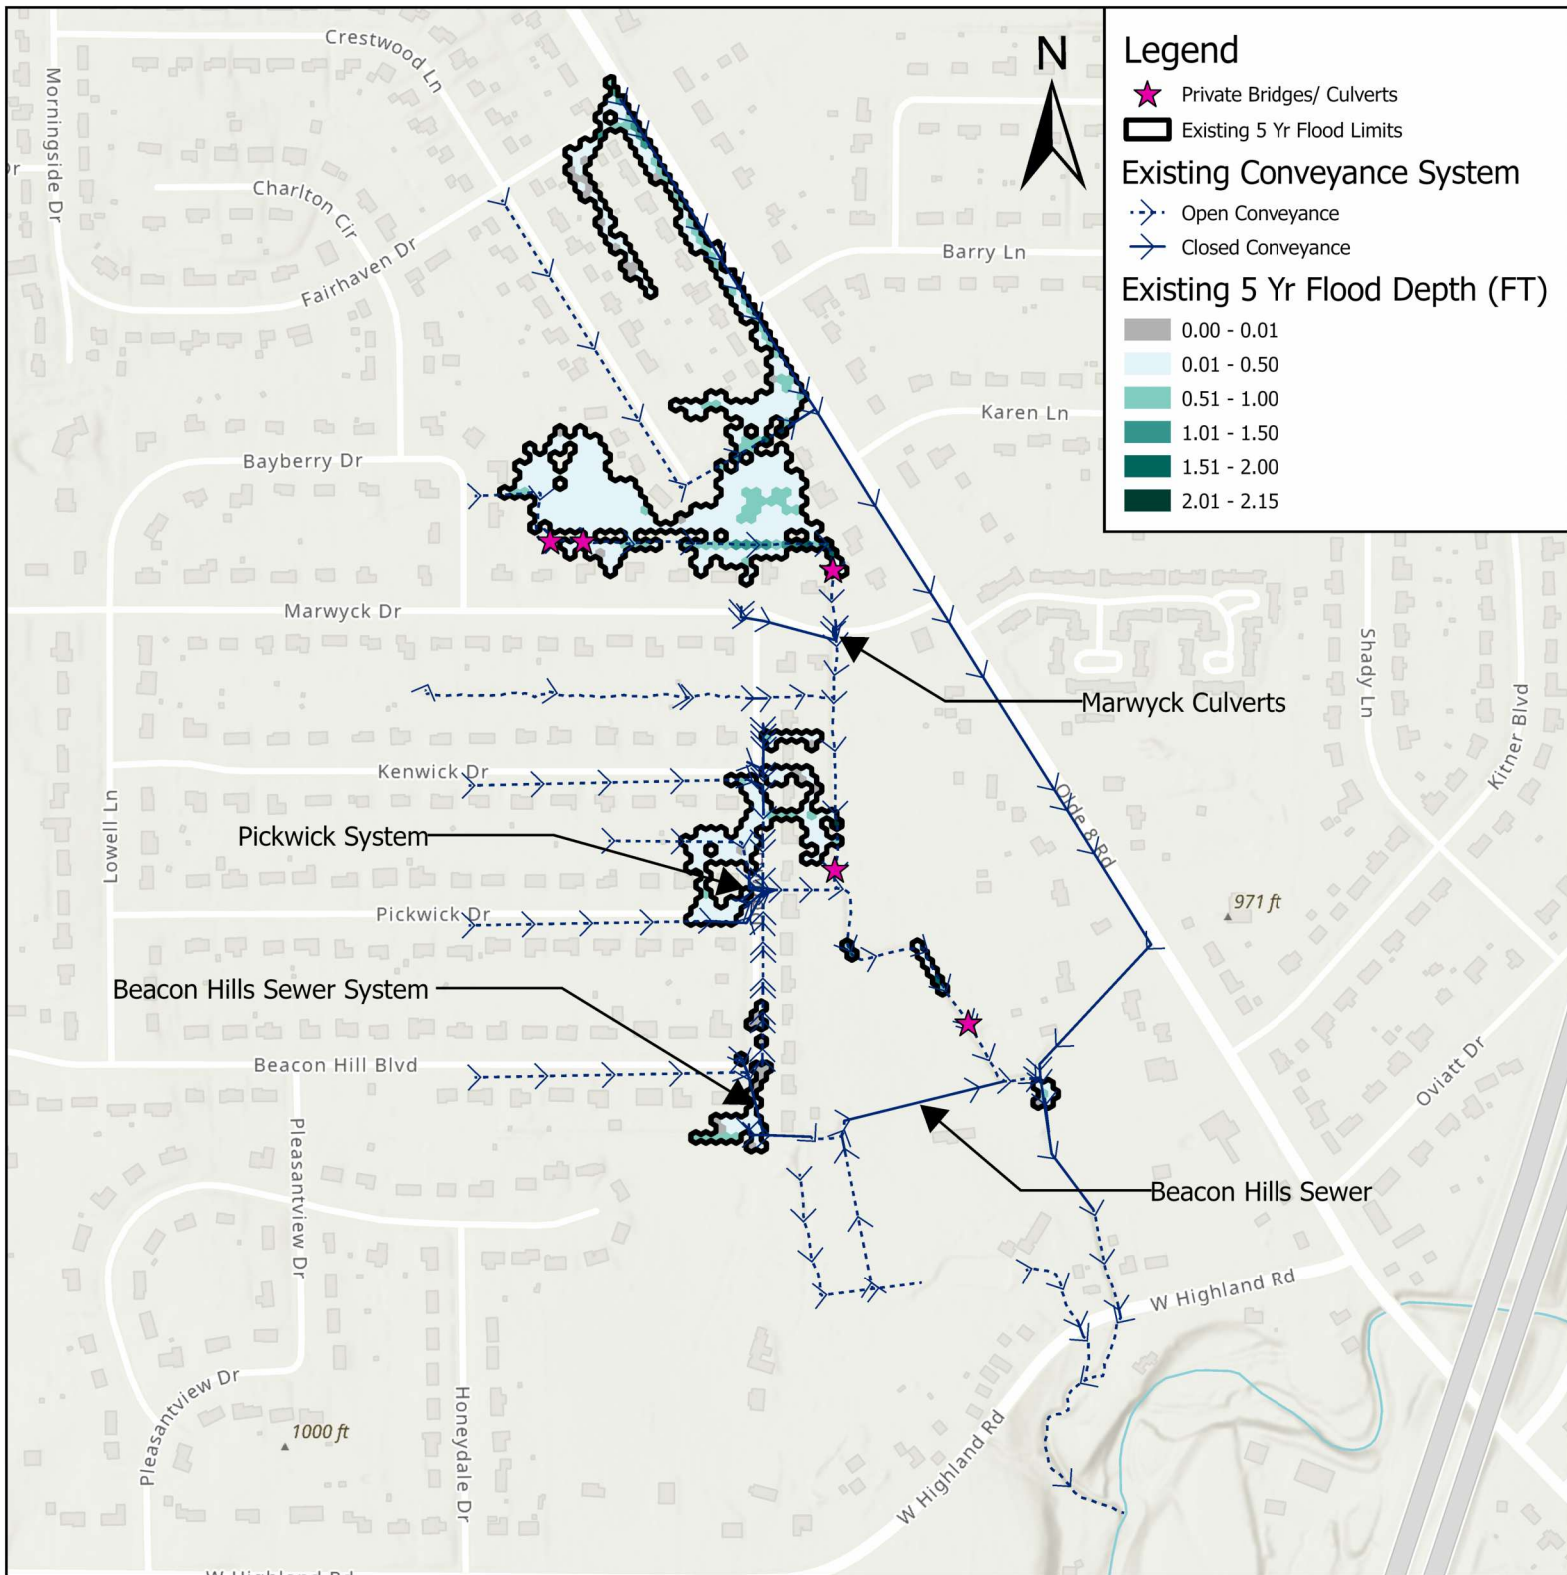 Crestwood Ln
Morningside Dr
Dr
Charlton Cir
Fairhaven Dr
N
Legend
Private Bridges/ Culverts
Existing 5 Yr Flood Limits
Existing Conveyance System
Open Conveyance
Closed Conveyance
Existing 5 Yr Flood Depth (FT)
0.00 - 0.01
0.01 - 0.50
0.51 - 1.00
1.01 - 1.50
1.51 - 2.00
2.01 - 2.15
Barry Ln
Karen Ln
Bayberry Dr
Marwyck Dr
Marwyck Culverts
Shady Ln
Kitner Blvd
Kenwick Dr
Olde 8 Rd
Lowell Ln
Pickwick System
Pickwick Dr
971 ft
Beacon Hills Sewer System
Beacon Hill Blvd
Oviatt Dr
Pleasantview Dr
Beacon Hills Sewer
W Highland Rd
Pleasantview Dr
1000 ft
Honeydale Dr
W Highland Rd
W Highland Rd